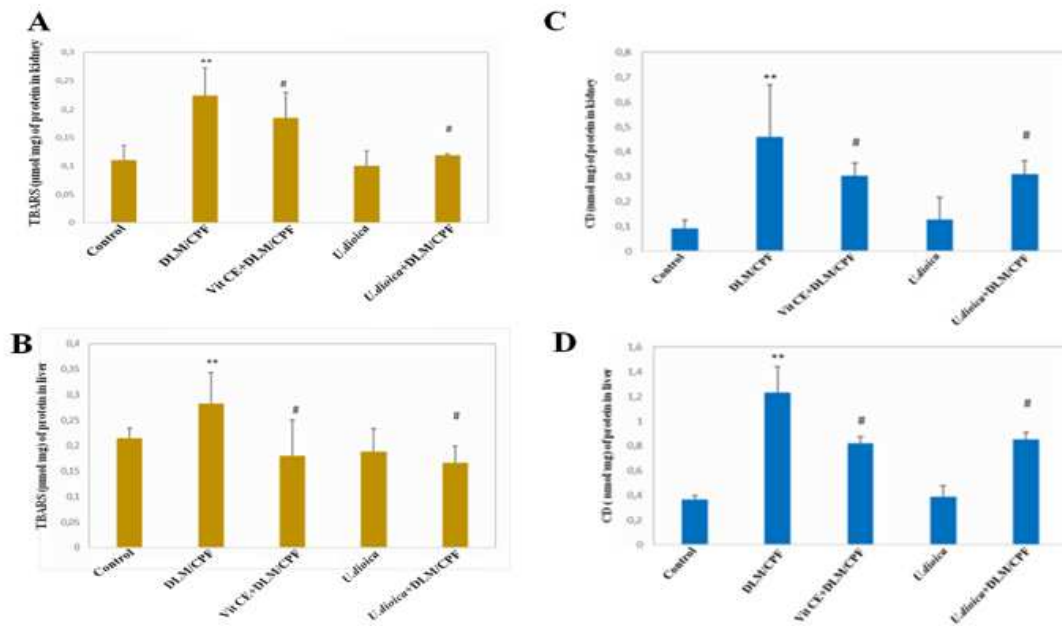 A
TBARS (µmol/mg) of protein in kidney
0,3
0,25
0,2
0,15
0,1
0,05
0
**
#
#
Control
DLM/CPF
Vit CE+DLM/CPF
U.dioica
U.dioica+DLM/CPF
C
CD (nmol/mg) of protein in kidney
0,8
0,7
0,6
0,5
0,4
0,3
0,2
0,1
0
**
#
#
Control
DLM/CPF
Vit CE+DLM/CPF
U.dioica
U.dioica+DLM/CPF
B
TBARS (µmol/mg) of protein in liver
0,4
0,35
0,3
0,25
0,2
0,15
0,1
0,05
0
**
#
#
Control
DLM/CPF
Vit CE+DLM/CPF
U.dioica
U.dioica+DLM/CPF
D
CD ( nmol/mg) of protein in liver
1,6
1,4
1,2
1
0,8
0,6
0,4
0,2
0
**
#
#
Control
DLM/CPF
Vit CE+DLM/CPF
U.dioica
U.dioica+DLM/CPF